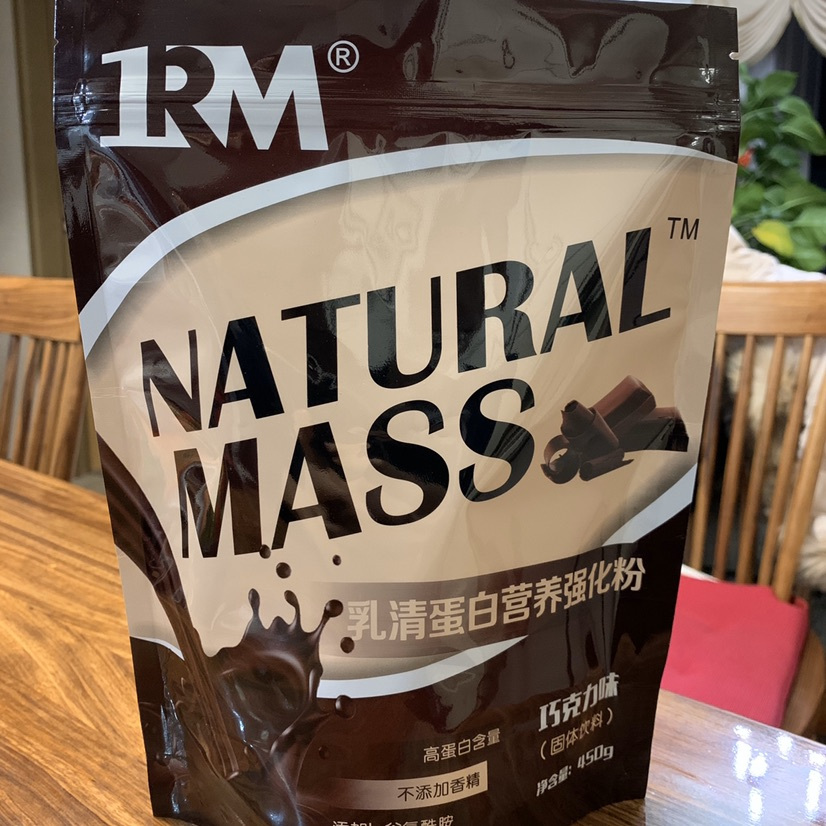 1RM®
NATURAL™
MASS
乳清蛋白营养强化粉
巧克力味
(固体饮料)
净含量: 450g
高蛋白含量
不添加香精